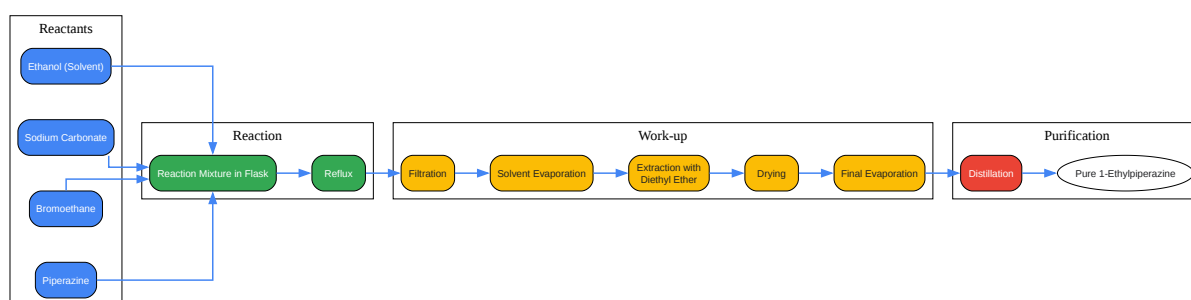 Reactants
Ethanol (Solvent)
Sodium Carbonate
Bromoethane
Piperazine
Reaction
Reaction Mixture in Flask
Reflux
Work-up
Filtration
Solvent Evaporation
Extraction with
Diethyl Ether
Drying
Final Evaporation
Purification
Distillation
Pure 1-Ethylpiperazine